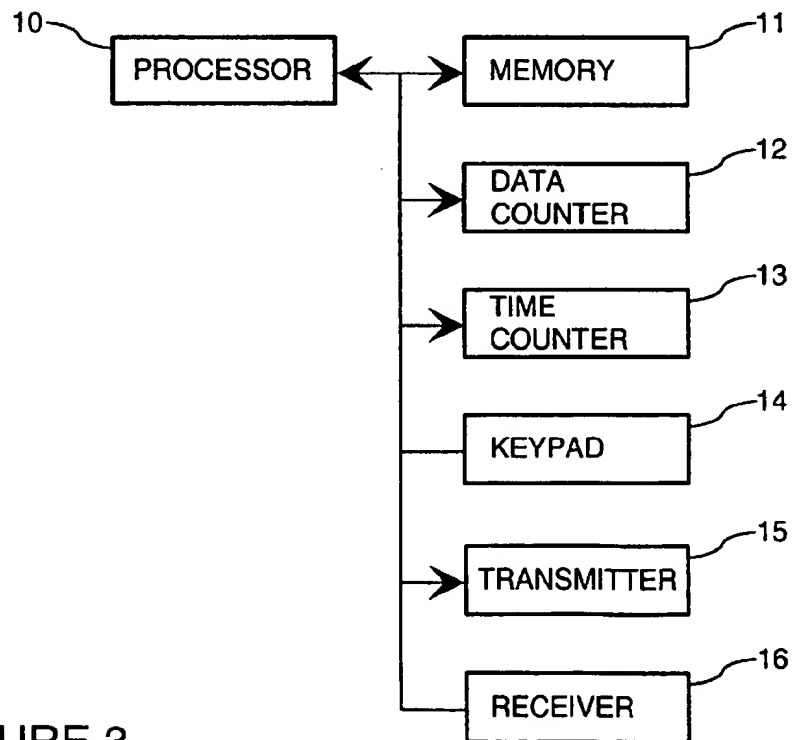 10
PROCESSOR
MEMORY
11
DATA
COUNTER
12
TIME
COUNTER
13
KEYPAD
14
TRANSMITTER
15
RECEIVER
16